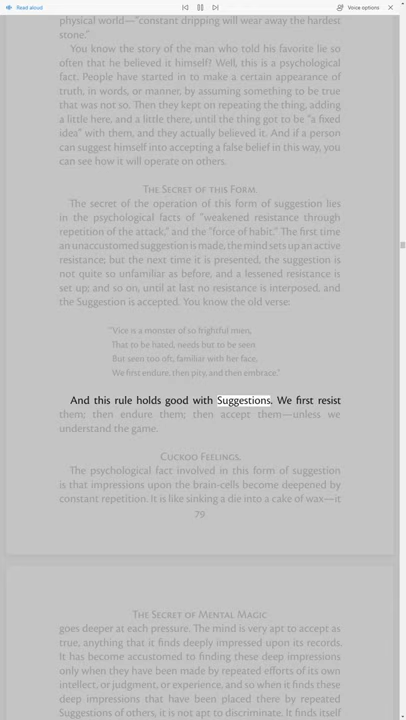 Read aloud
Voice options
physical world—“constant dripping will wear away the hardest
stone.”
You know the story of the man who told his favorite lie so
often that he believed it himself? Well, this is a psychological
fact. People have started in to make a certain appearance of
truth, in words, or manner, by assuming something to be true
that was not so. Then they kept on repeating the thing, adding
a little here, and a little there, until the thing got to be “a fixed
idea” with them, and they actually believed it. And if a person
can suggest himself into accepting a false belief in this way, you
can see how it will operate on others.
The Secret of this Form.
The secret of the operation of this form of suggestion lies
in the psychological facts of “weakened resistance through
repetition of the attack,” and the “force of habit.” The first time
an unaccustomed suggestion is made, the mind sets up an active
resistance; but the next time it is presented, the suggestion is
not quite so unfamiliar as before, and a lessened resistance is
set up; and so on, until at last no resistance is interposed, and
the Suggestion is accepted. You know the old verse:
“Vice is a monster of so frightful mien,
That to be hated, needs but to be seen
But seen too oft, familiar with her face,
We first endure, then pity, and then embrace.”
And this rule holds good with Suggestions. We first resist
them; then endure them; then accept them—unless we
understand the game.
Cuckoo Feelings.
The psychological fact involved in this form of suggestion
is that impressions upon the brain-cells become deepened by
constant repetition. It is like sinking a die into a cake of wax—it
79
The Secret of Mental Magic
goes deeper at each pressure. The mind is very apt to accept as
true, anything that it finds deeply impressed upon its records.
It has become accustomed to finding these deep impressions
only when they have been made by repeated efforts of its own
intellect, or judgment, or experience, and so when it finds these
deep impressions that have been placed there by repeated
Suggestions of others, it is not apt to discriminate. It finds itself